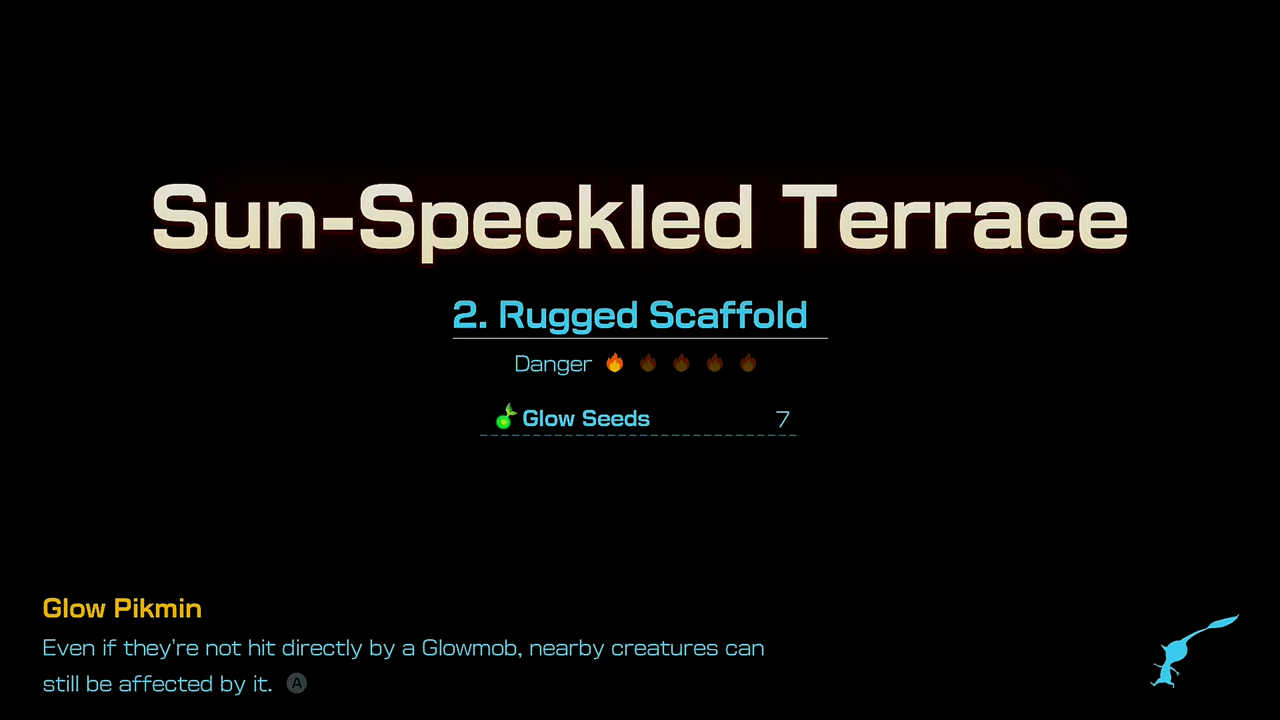 Sun-Speckled Terrace
2. Rugged Scaffold
Danger
Glow Seeds 7
Glow Pikmin
Even if they're not hit directly by a Glowmob, nearby creatures can
still be affected by it. A